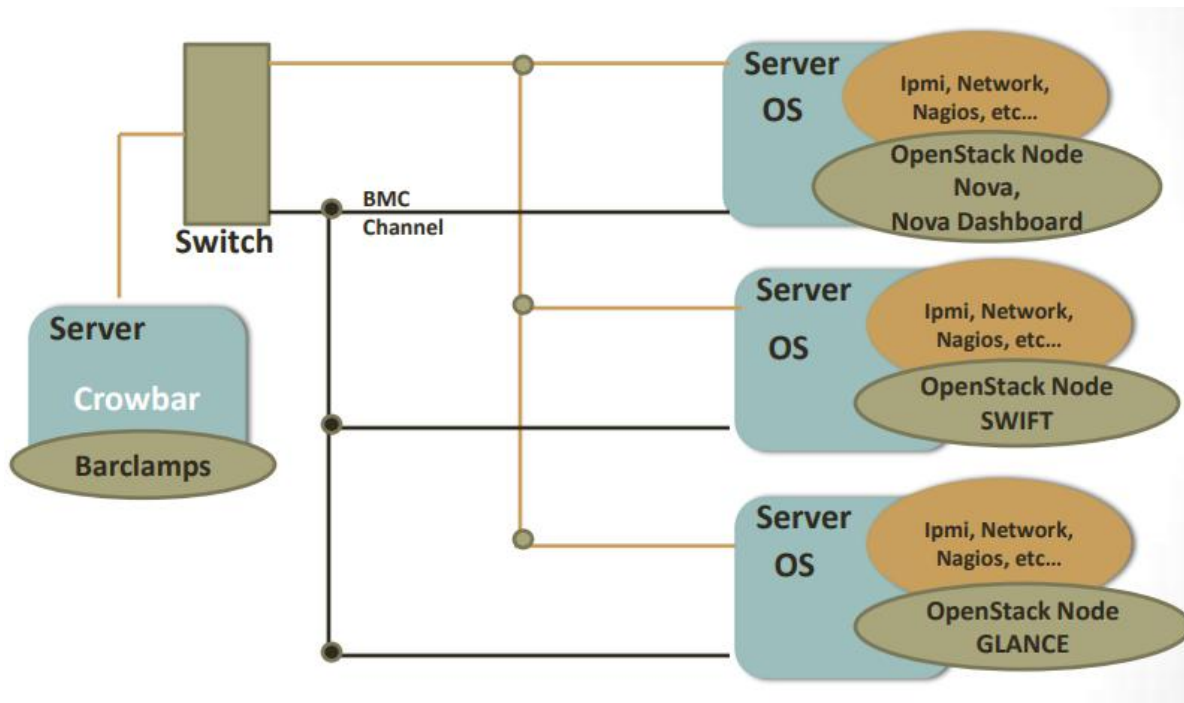 Switch
Server
Crowbar
Barclamps
BMC
Channel
Server
OS
Ipmi, Network,
Nagios, etc...
OpenStack Node
Nova,
Nova Dashboard
Server
OS
Ipmi, Network,
Nagios, etc...
OpenStack Node
SWIFT
Server
OS
Ipmi, Network,
Nagios, etc...
OpenStack Node
GLANCE